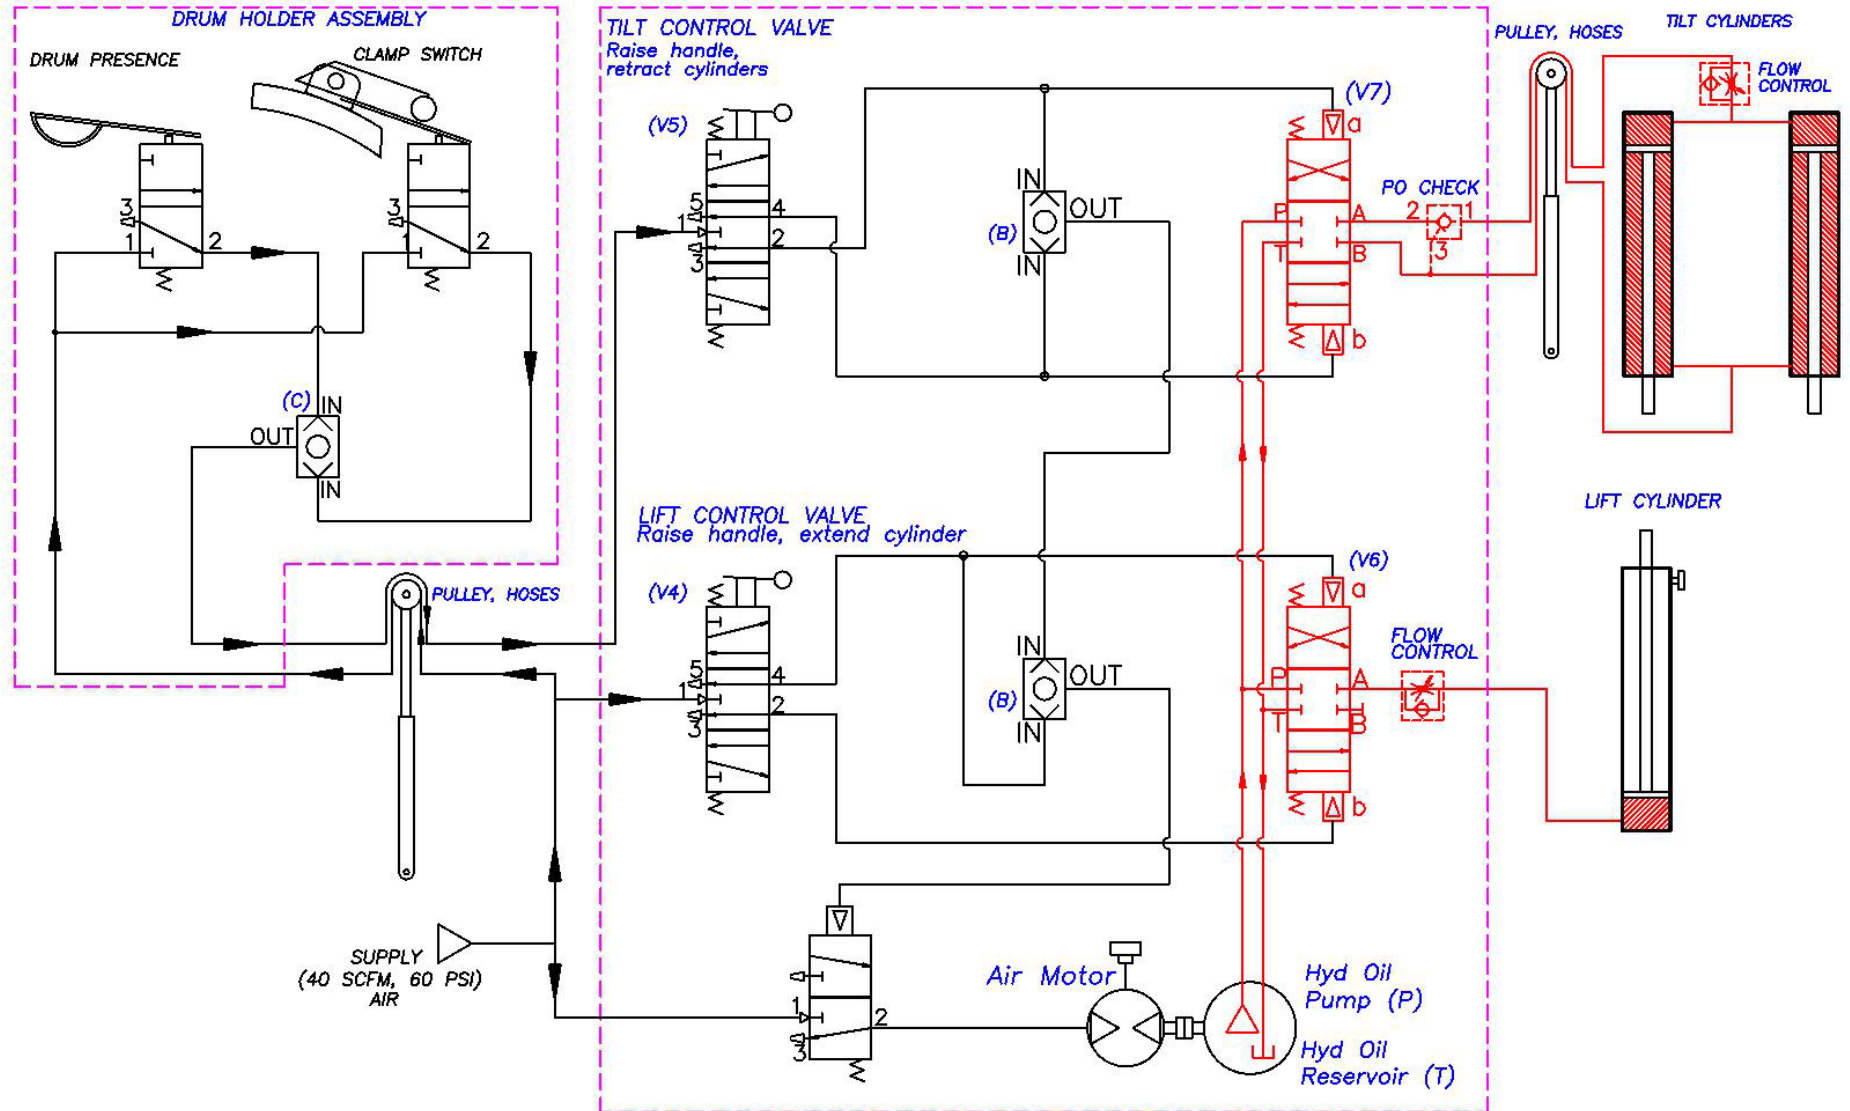 DRUM HOLDER ASSEMBLY
DRUM PRESENCE
CLAMP SWITCH
3
1
2
3
1
2
(C)
IN
OUT
IN
PULLEY, HOSES
SUPPLY
(40 SCFM, 60 PSI)
AIR
TILT CONTROL VALVE
Raise handle,
retract cylinders
(V5)
5
1
3
4
2
IN
OUT
(B)
IN
(V7)
a
P
A
T
B
b
PO CHECK
2
1
3
PULLEY, HOSES
TILT CYLINDERS
FLOW
CONTROL
LIFT CONTROL VALVE
Raise handle, extend cylinder
(V4)
5
1
3
4
2
IN
OUT
(B)
IN
(V6)
a
P
A
T
B
b
FLOW
CONTROL
LIFT CYLINDER
1
3
2
Air Motor
Hyd Oil
Pump (P)
Hyd Oil
Reservoir (T)